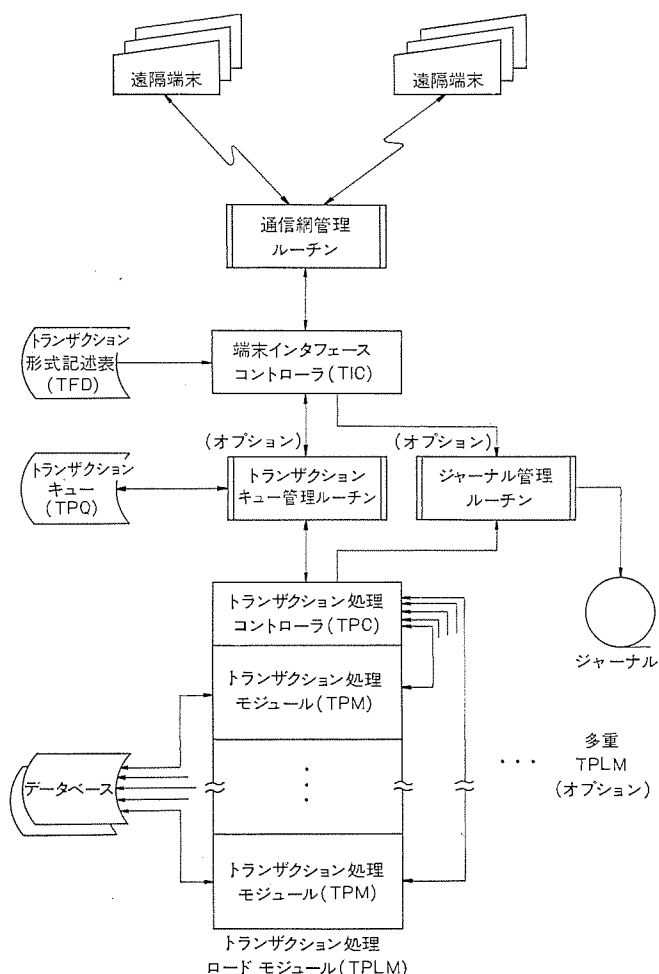 遠隔端末
遠隔端末
通信網管理
ルーチン
トランザクション
形式記述表
(TFD)
端末インタフェース
コントローラ(TIC)
(オプション)
(オプション)
トランザクション
キュー
(TPQ)
トランザクション
キュー管理ルーチン
ジャーナル管理
ルーチン
トランザクション処理
コントローラ(TPC)
ジャーナル
トランザクション処理
モジュール(TPM)
多重
TPLM
(オプション)
データベース
トランザクション処理
モジュール(TPM)
トランザクション処理
ロード モジュール(TPLM)